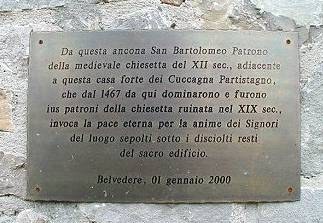 Da questa ancona San Bartolomeo Patrono
della medievale chiesetta del XII sec., adiacente
a questa casa forte dei Cuccagna Partistagno,
che dal 1467 da qui dominarono e furono
ius patroni della chiesetta ruinata nel XIX sec.,
invoca la pace eterna per la anime dei Signori
del luogo sepolti sotto i disciolti resti
del sacro edificio.
Belvedere, 01 gennaio 2000